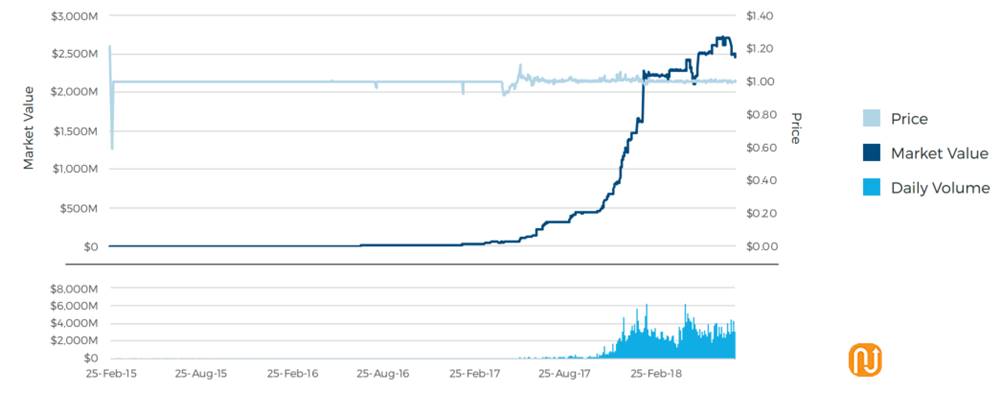 $3,000M
$2,500M
$2,000M
$1,500M
$1,000M
$500M
$0
Market Value
$1.40
$1.20
$1.00
$0.80
$0.60
$0.40
$0.20
$0.00
Price
Price
Market Value
Daily Volume
$8,000M
$6,000M
$4,000M
$2,000M
$0
25-Feb-15 25-Aug-15 25-Feb-16 25-Aug-16 25-Feb-17 25-Aug-17 25-Feb-18